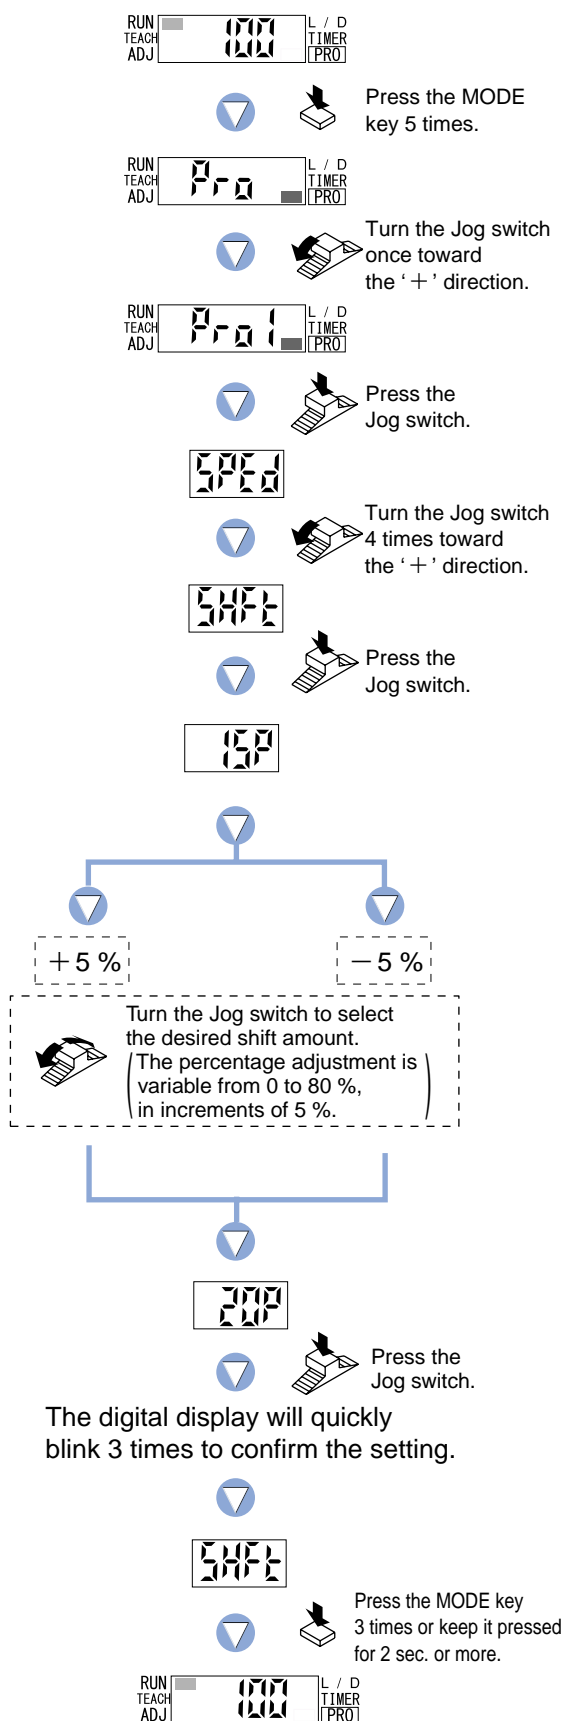 RUN L / D
TEACH 100 TIMER
ADJ PRO
Press the MODE
key 5 times.
RUN L / D
TEACH Pro TIMER
ADJ PRO
Turn the Jog switch
once toward
the ‘＋’ direction.
RUN L / D
TEACH Pro1 TIMER
ADJ PRO
Press the
Jog switch.
SPEd
Turn the Jog switch
4 times toward
the ‘＋’ direction.
SHFt
Press the
Jog switch.
15P
＋5 % －5 %
Turn the Jog switch to select
the desired shift amount.
(The percentage adjustment is
variable from 0 to 80 %,
in increments of 5 %.)
20P
Press the
Jog switch.
The digital display will quickly
blink 3 times to confirm the setting.
SHFt
Press the MODE key
3 times or keep it pressed
for 2 sec. or more.
RUN L / D
TEACH 100 TIMER
ADJ PRO